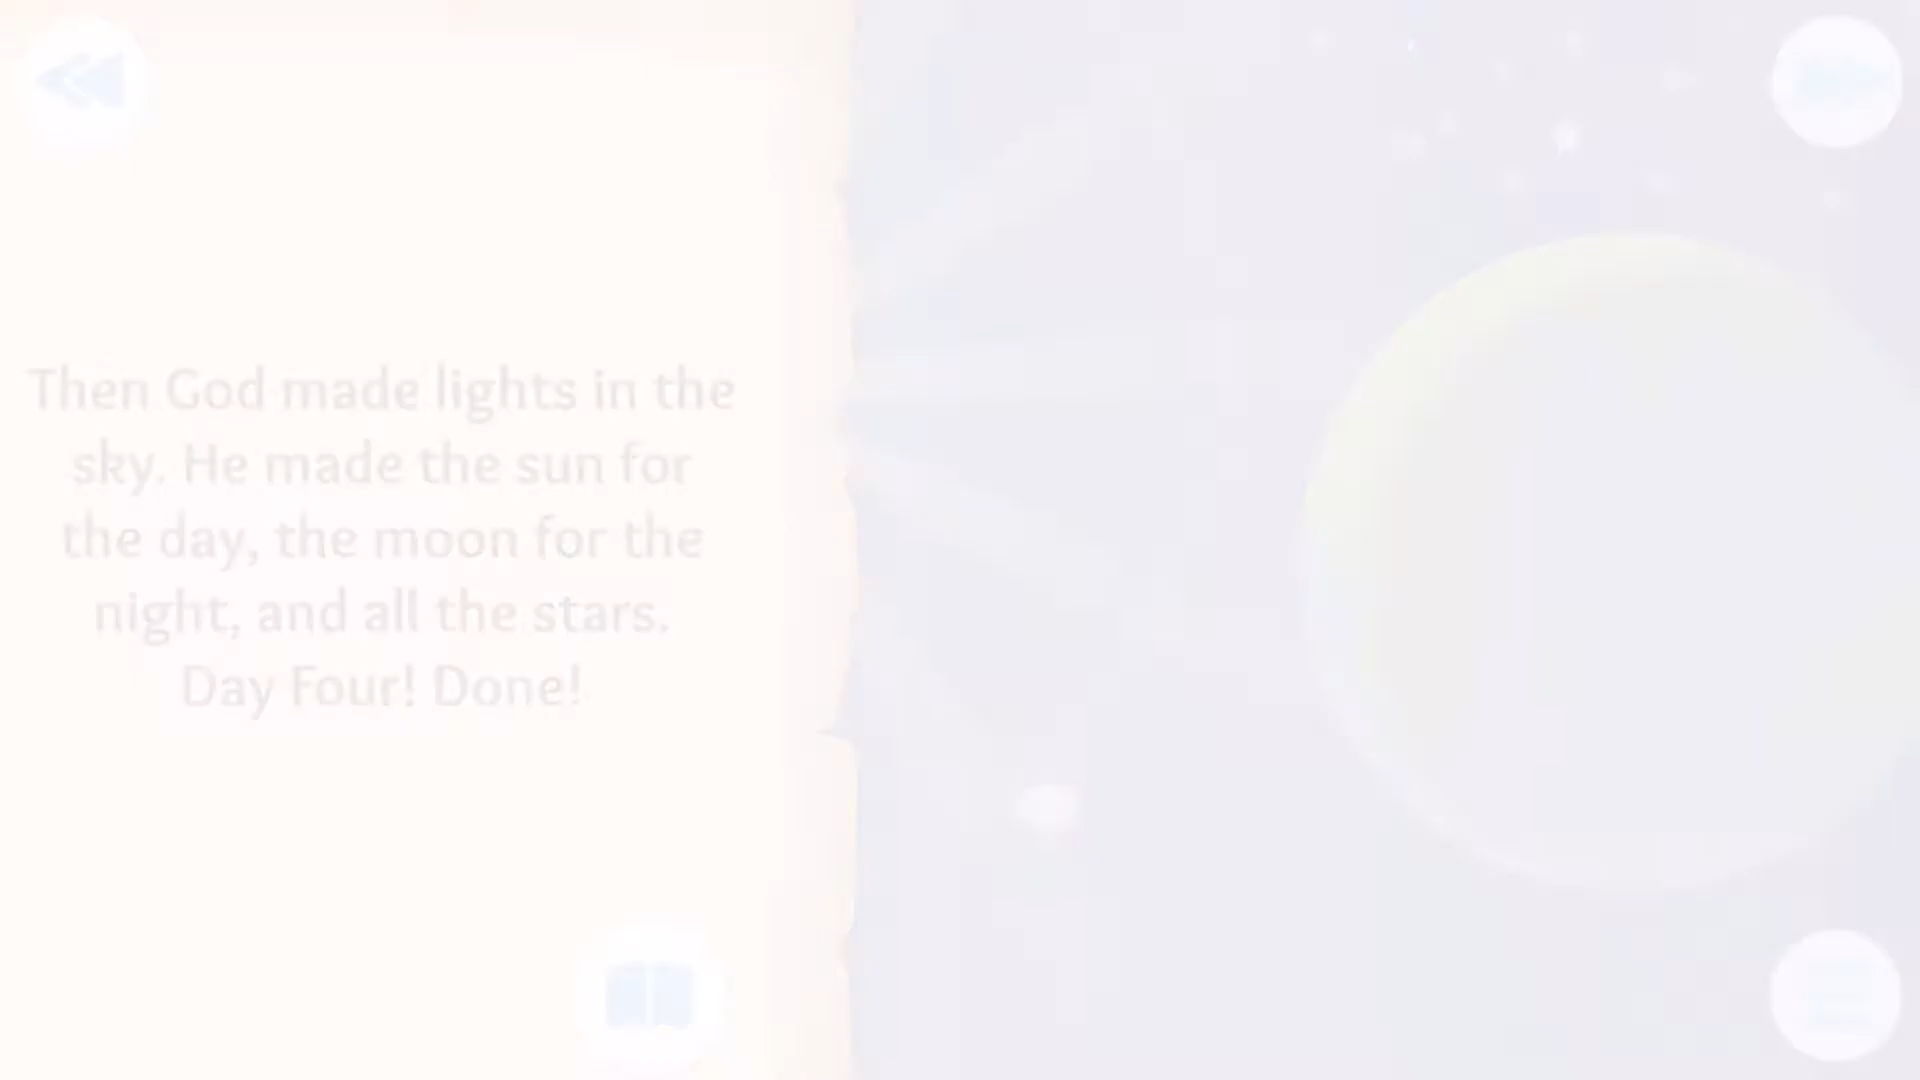 Then God made lights in the
sky. He made the sun for
the day, the moon for the
night, and all the stars.
Day Four! Done!